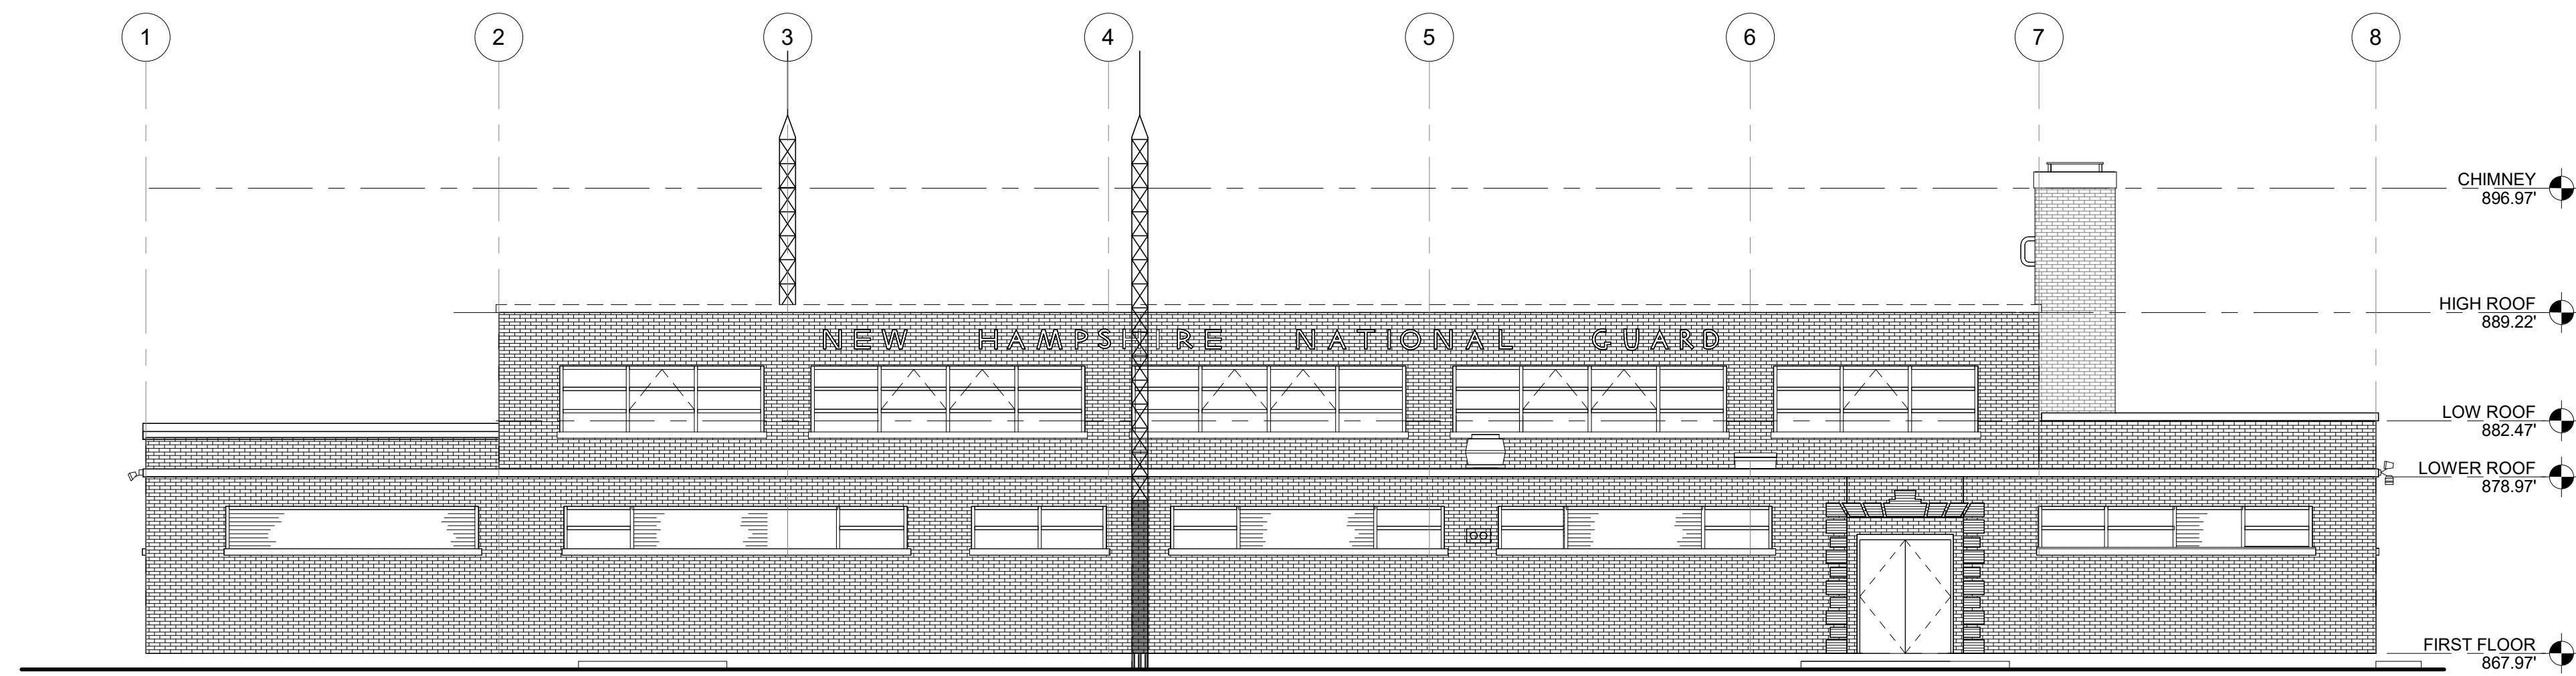 1 2 3 4 5 6 7 8
CHIMNEY
896.97'
HIGH ROOF
889.22'
NEW HAMPSHIRE NATIONAL GUARD
LOW ROOF
882.47'
LOWER ROOF
878.97'
FIRST FLOOR
867.97'